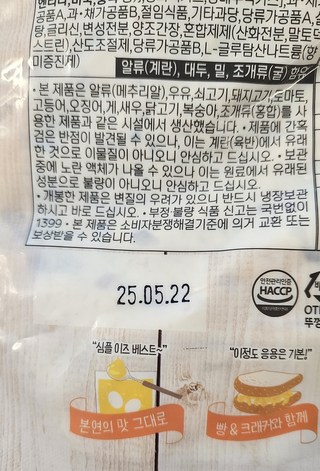 공품A,과·채가공품B,절임식품,기타과당,당류가공품A,설
탕,글리신,변성전분,양조간장,혼합제제(산화전분,말토덱
스트린),산도조절제,당류가공품B,L-글루탐산나트륨(향
미증진제)
알류(계란), 대두, 밀, 조개류(굴) 함유
· 본 제품은 알류(메추리알),우유,쇠고기,돼지고기,토마토,
고등어,오징어,게,새우,닭고기,복숭아,조개류(홍합)를 사
용한 제품과 같은 시설에서 생산했습니다. · 제품에 간혹
검은 반점이 발견될 수 있으나, 이는 계란(육반)에서 유래
한 것으로 이물질이 아니오니 안심하고 드십시오. · 보관
중에 노란 액체가 나올 수 있으나 이는 원료에서 유래된
성분으로 불량이 아니오니 안심하고 드십시오.
· 개봉한 제품은 변질의 우려가 있으니 반드시 냉장보관
하시고 바로 드십시오. · 부정·불량 식품 신고는 국번없이
1399 · 본 제품은 소비자분쟁해결기준에 의거 교환 또는
보상받을 수 있습니다.
25.05.22
안전관리인증
HACCP
OTH
뚜껑
"심플 이즈 베스트~"
"이정도 응용은 기본!"
본연의 맛 그대로
빵 & 크래커와 함께